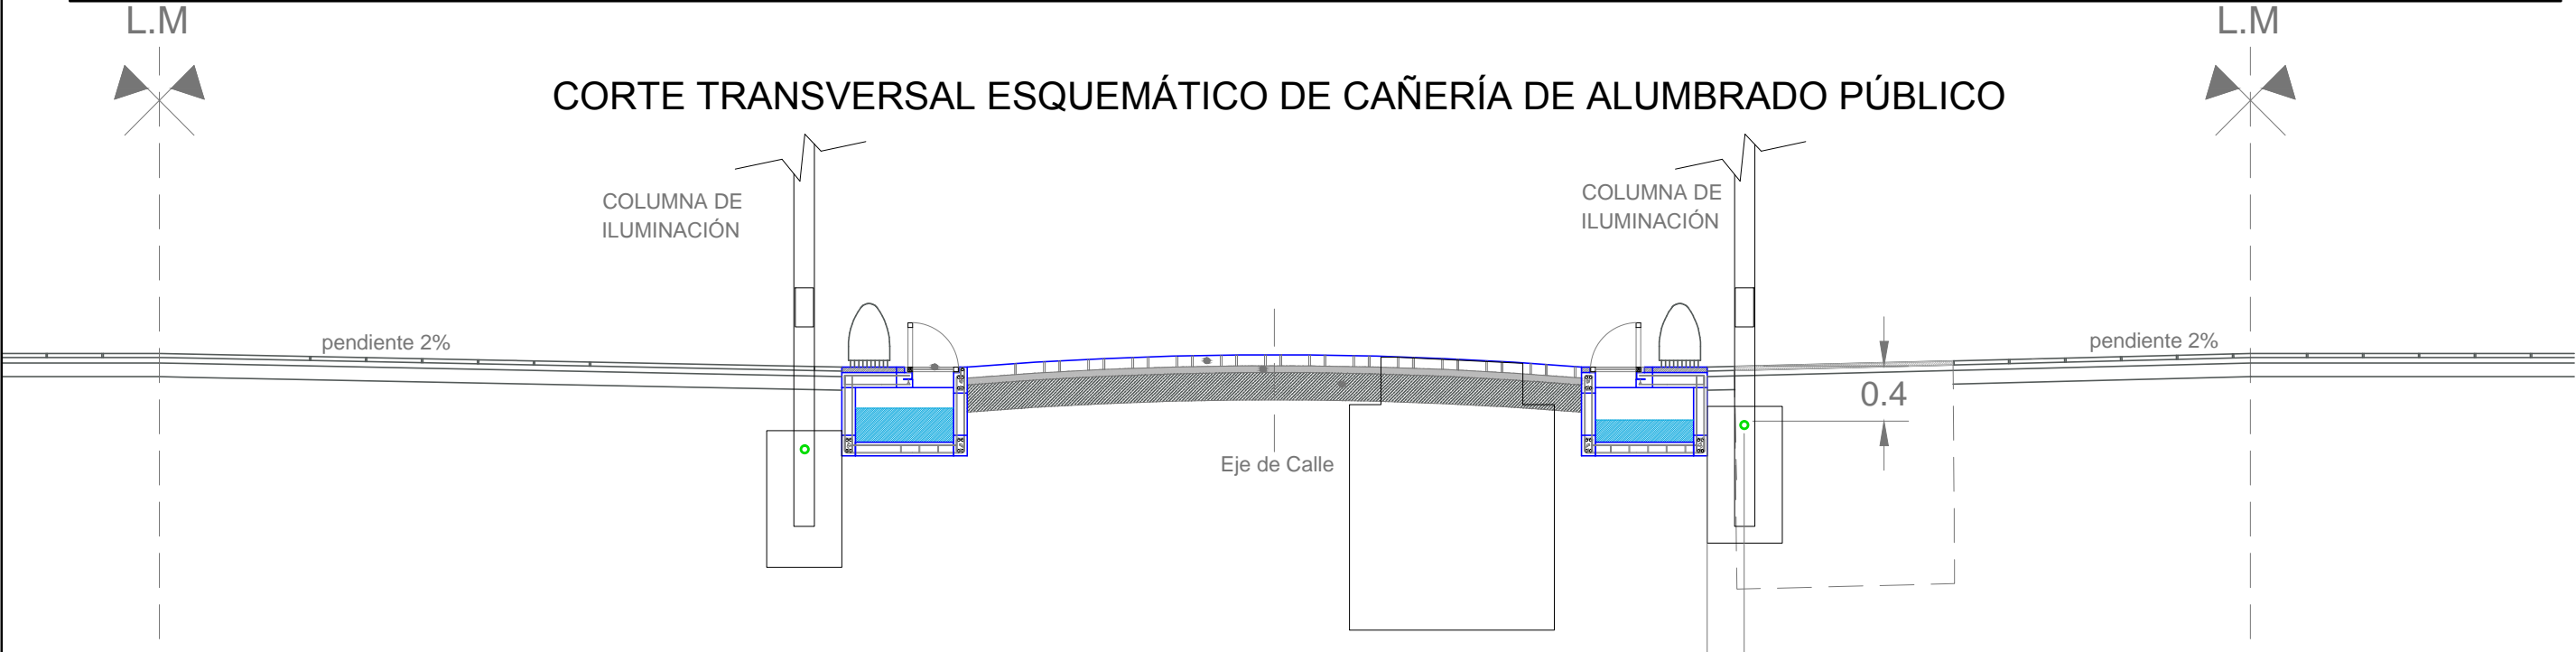 L.M
L.M
CORTE TRANSVERSAL ESQUEMÁTICO DE CAÑERÍA DE ALUMBRADO PÚBLICO
COLUMNA DE
ILUMINACIÓN
COLUMNA DE
ILUMINACIÓN
pendiente 2%
pendiente 2%
0.4
Eje de Calle